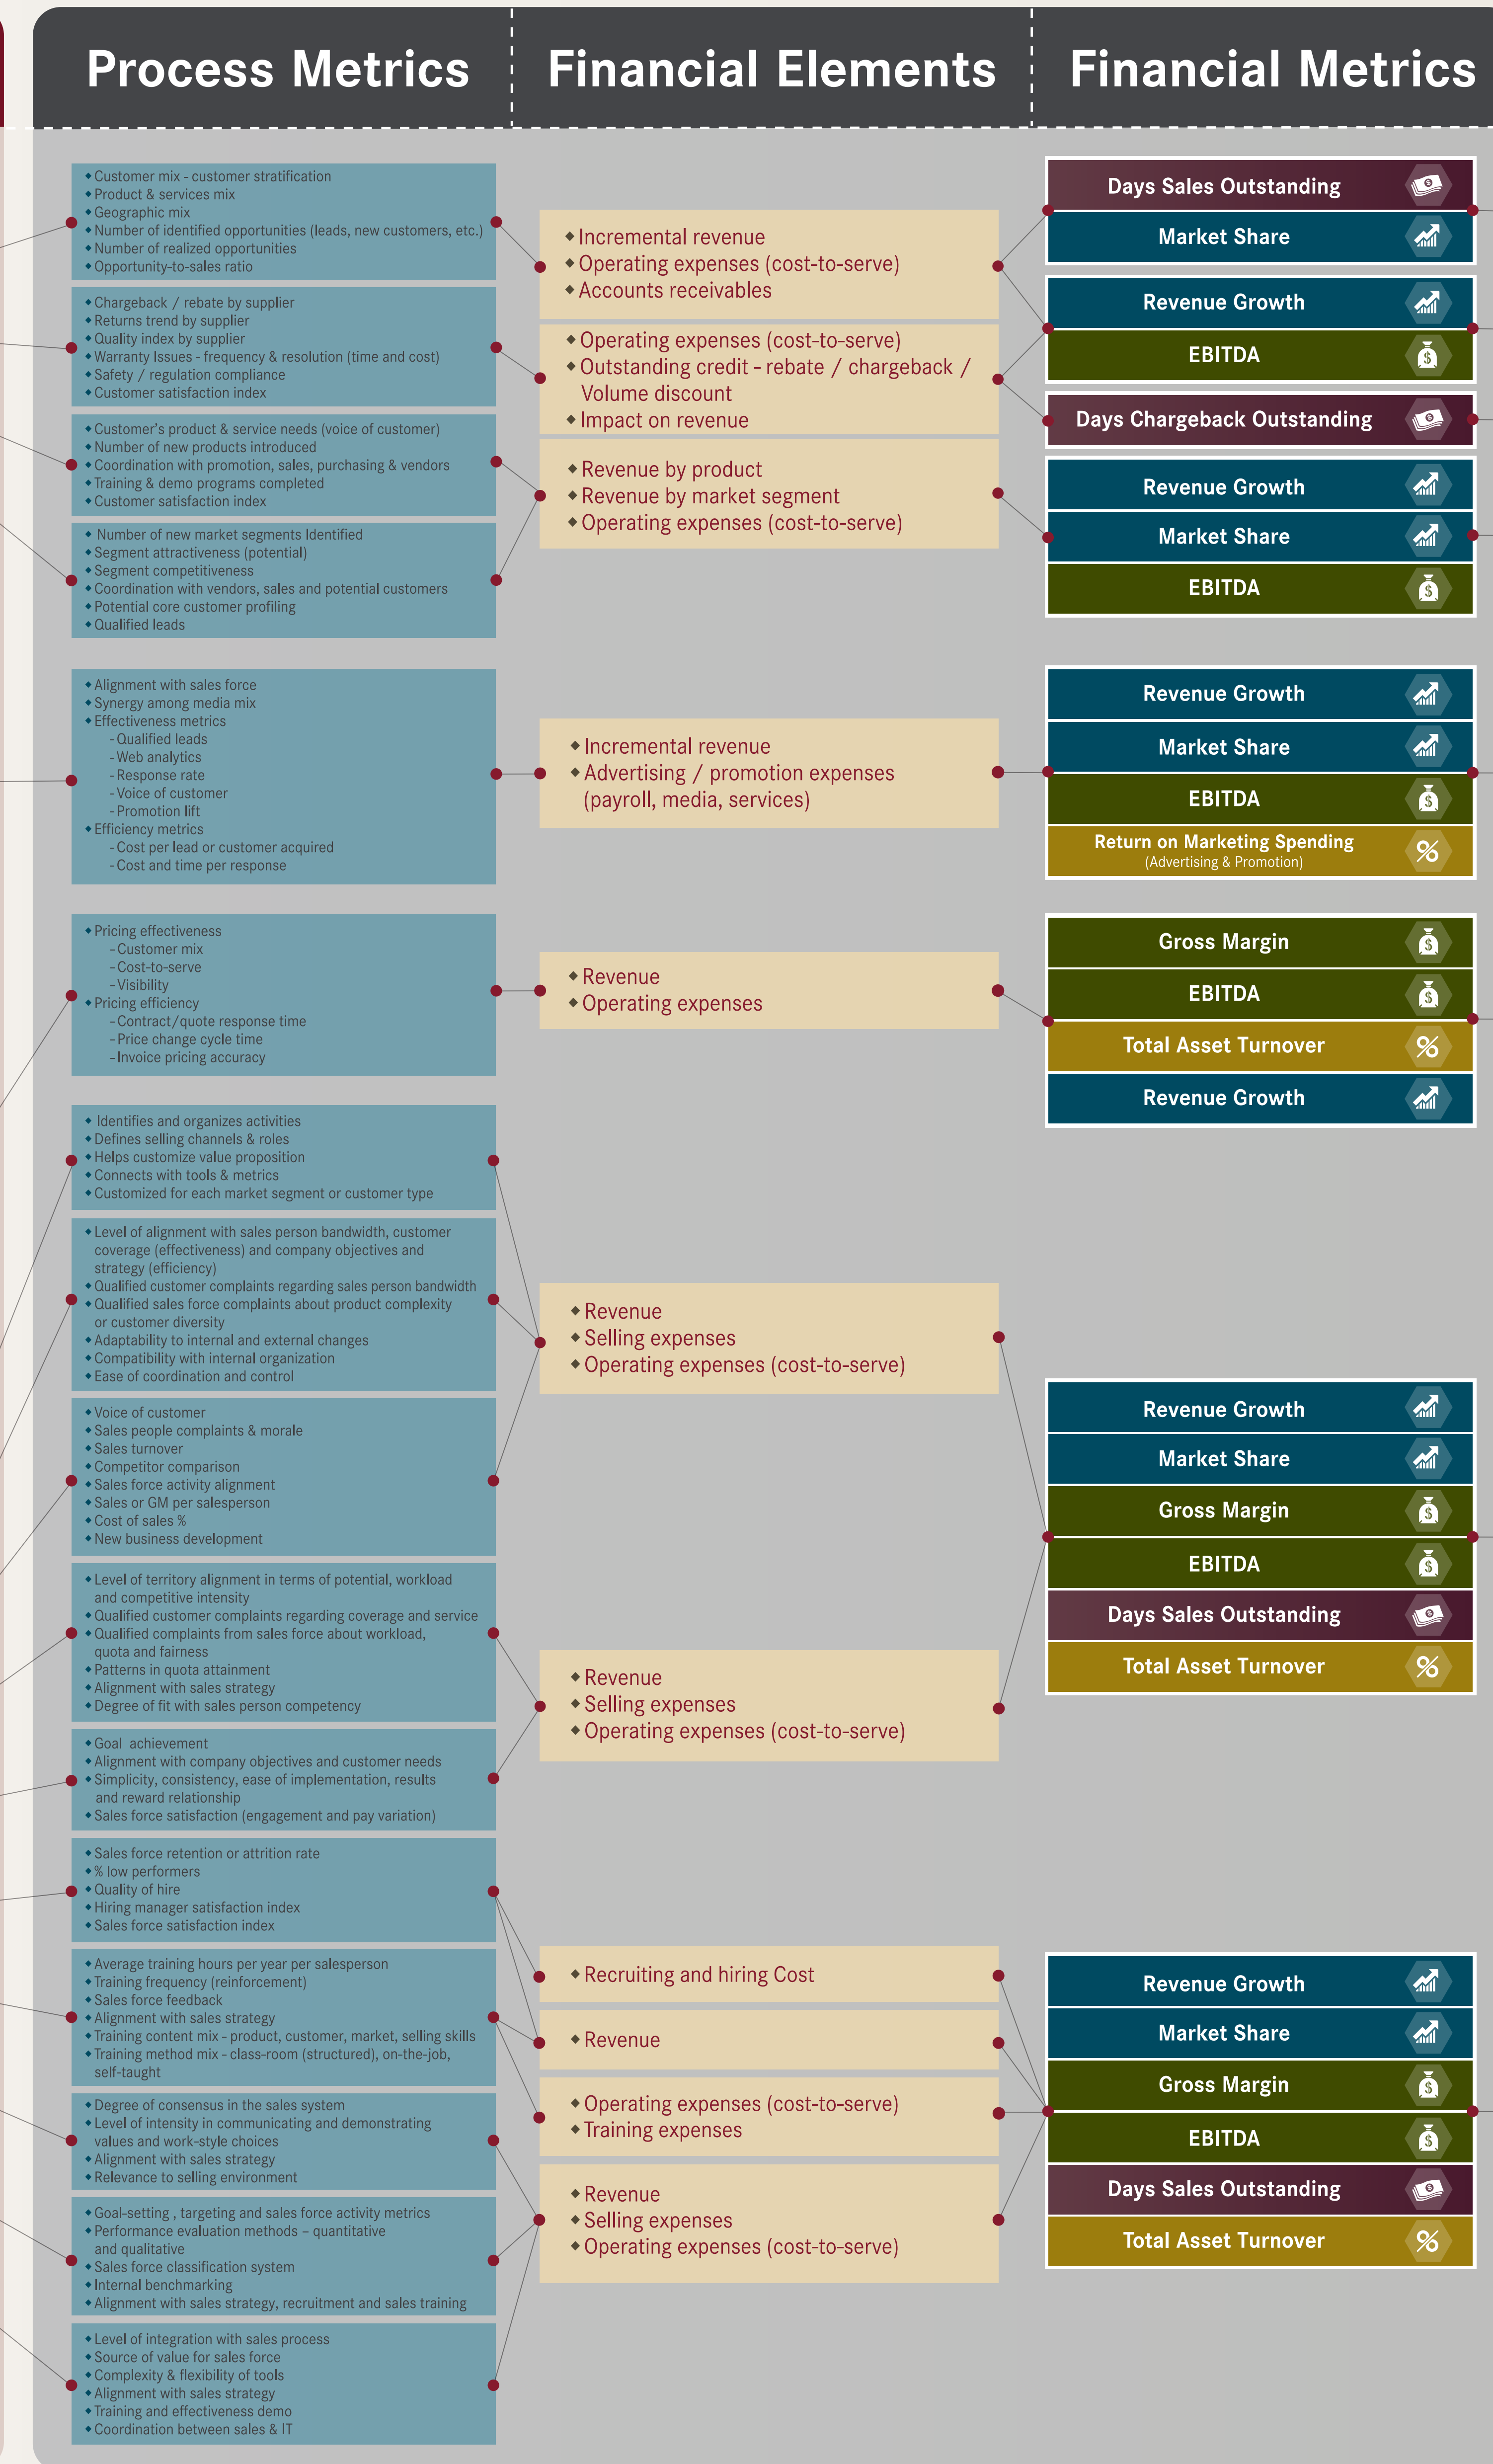 Process Metrics
Financial Elements
Financial Metrics
◆ Customer mix - customer stratification
◆ Product & services mix
◆ Geographic mix
◆ Number of identified opportunities (leads, new customers, etc.)
◆ Number of realized opportunities
◆ Opportunity-to-sales ratio
◆ Chargeback / rebate by supplier
◆ Returns trend by supplier
◆ Quality index by supplier
◆ Warranty Issues - frequency & resolution (time and cost)
◆ Safety / regulation compliance
◆ Customer satisfaction index
◆ Customer's product & service needs (voice of customer)
◆ Number of new products introduced
◆ Coordination with promotion, sales, purchasing & vendors
◆ Training & demo programs completed
◆ Customer satisfaction index
◆ Number of new market segments Identified
◆ Segment attractiveness (potential)
◆ Segment competitiveness
◆ Coordination with vendors, sales and potential customers
◆ Potential core customer profiling
◆ Qualified leads
◆ Alignment with sales force
◆ Synergy among media mix
◆ Effectiveness metrics
- Qualified leads
- Web analytics
- Response rate
- Voice of customer
- Promotion lift
◆ Efficiency metrics
- Cost per lead or customer acquired
- Cost and time per response
◆ Pricing effectiveness
- Customer mix
- Cost-to-serve
- Visibility
◆ Pricing efficiency
- Contract/quote response time
- Price change cycle time
- Invoice pricing accuracy
◆ Identifies and organizes activities
◆ Defines selling channels & roles
◆ Helps customize value proposition
◆ Connects with tools & metrics
◆ Customized for each market segment or customer type
◆ Level of alignment with sales person bandwidth, customer
coverage (effectiveness) and company objectives and
strategy (efficiency)
◆ Qualified customer complaints regarding sales person bandwidth
◆ Qualified sales force complaints about product complexity
or customer diversity
◆ Adaptability to internal and external changes
◆ Compatibility with internal organization
◆ Ease of coordination and control
◆ Voice of customer
◆ Sales people complaints & morale
◆ Sales turnover
◆ Competitor comparison
◆ Sales force activity alignment
◆ Sales or GM per salesperson
◆ Cost of sales %
◆ New business development
◆ Level of territory alignment in terms of potential, workload
and competitive intensity
◆ Qualified customer complaints regarding coverage and service
◆ Qualified complaints from sales force about workload,
quota and fairness
◆ Patterns in quota attainment
◆ Alignment with sales strategy
◆ Degree of fit with sales person competency
◆ Goal achievement
◆ Alignment with company objectives and customer needs
◆ Simplicity, consistency, ease of implementation, results
and reward relationship
◆ Sales force satisfaction (engagement and pay variation)
◆ Sales force retention or attrition rate
◆ % low performers
◆ Quality of hire
◆ Hiring manager satisfaction index
◆ Sales force satisfaction index
◆ Average training hours per year per salesperson
◆ Training frequency (reinforcement)
◆ Sales force feedback
◆ Alignment with sales strategy
◆ Training content mix - product, customer, market, selling skills
◆ Training method mix - class-room (structured), on-the-job,
self-taught
◆ Degree of consensus in the sales system
◆ Level of intensity in communicating and demonstrating
values and work-style choices
◆ Alignment with sales strategy
◆ Relevance to selling environment
◆ Goal-setting , targeting and sales force activity metrics
◆ Performance evaluation methods – quantitative
and qualitative
◆ Sales force classification system
◆ Internal benchmarking
◆ Alignment with sales strategy, recruitment and sales training
◆ Level of integration with sales process
◆ Source of value for sales force
◆ Complexity & flexibility of tools
◆ Alignment with sales strategy
◆ Training and effectiveness demo
◆ Coordination between sales & IT
◆ Incremental revenue
◆ Operating expenses (cost-to-serve)
◆ Accounts receivables
◆ Operating expenses (cost-to-serve)
◆ Outstanding credit - rebate / chargeback /
Volume discount
◆ Impact on revenue
◆ Revenue by product
◆ Revenue by market segment
◆ Operating expenses (cost-to-serve)
◆ Incremental revenue
◆ Advertising / promotion expenses
(payroll, media, services)
◆ Revenue
◆ Operating expenses
◆ Revenue
◆ Selling expenses
◆ Operating expenses (cost-to-serve)
◆ Revenue
◆ Selling expenses
◆ Operating expenses (cost-to-serve)
◆ Recruiting and hiring Cost
◆ Revenue
◆ Operating expenses (cost-to-serve)
◆ Training expenses
◆ Revenue
◆ Selling expenses
◆ Operating expenses (cost-to-serve)
Days Sales Outstanding
Market Share
Revenue Growth
EBITDA $
Days Chargeback Outstanding
Revenue Growth
Market Share
EBITDA $
Revenue Growth
Market Share
EBITDA $
Return on Marketing Spending
(Advertising & Promotion) %
Gross Margin $
EBITDA $
Total Asset Turnover %
Revenue Growth
Revenue Growth
Market Share
Gross Margin $
EBITDA $
Days Sales Outstanding
Total Asset Turnover %
Revenue Growth
Market Share
Gross Margin $
EBITDA $
Days Sales Outstanding
Total Asset Turnover %